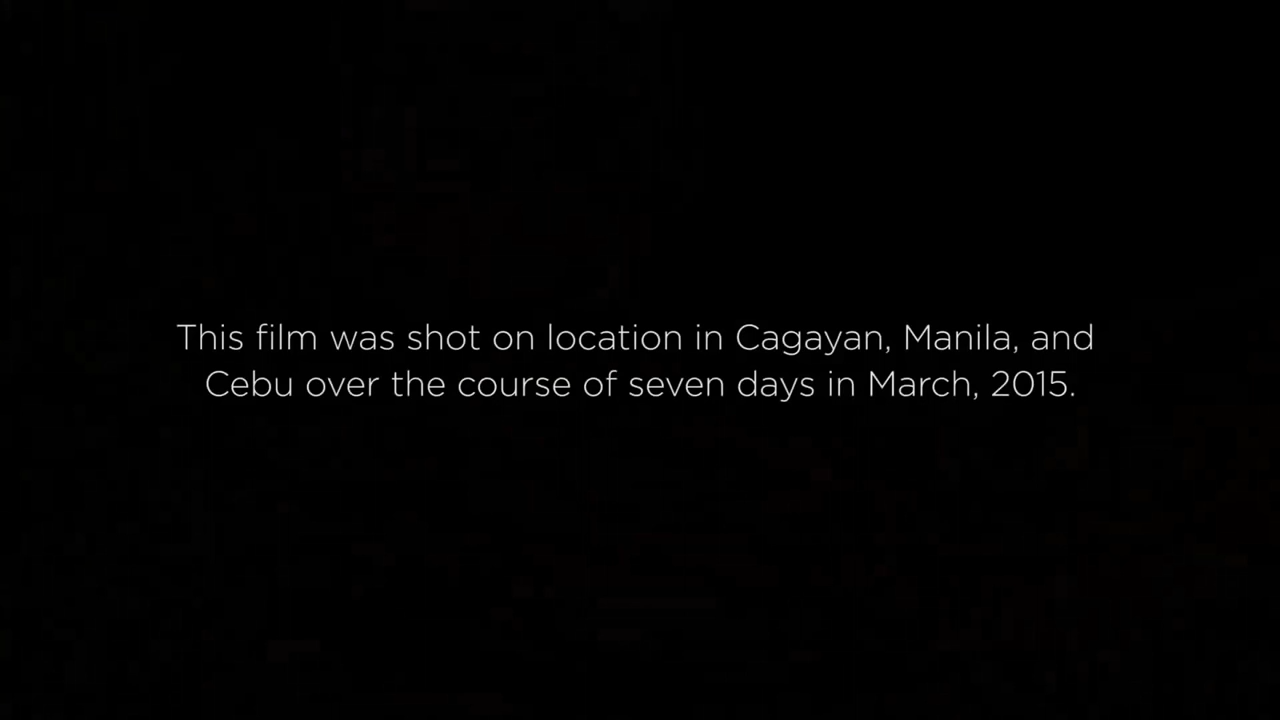 This film was shot on location in Cagayan, Manila, and
Cebu over the course of seven days in March, 2015.